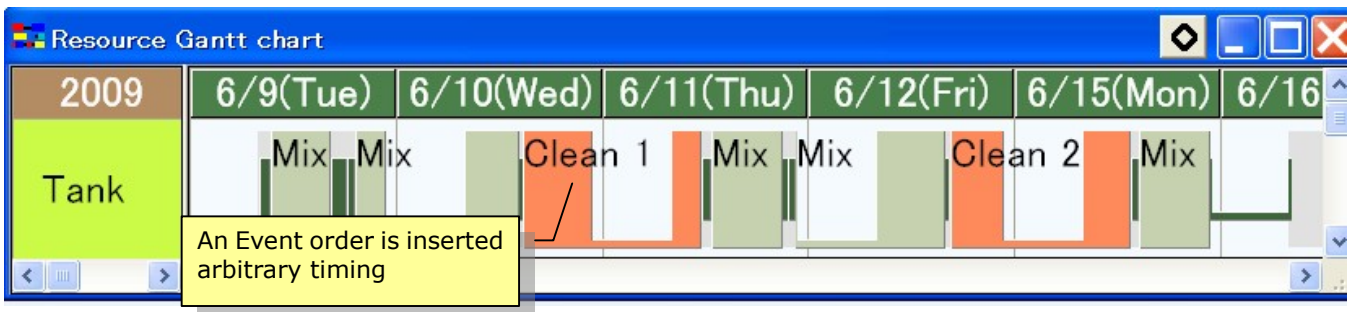 Resource Gantt chart
2009 6/9(Tue) 6/10(Wed) 6/11(Thu) 6/12(Fri) 6/15(Mon) 6/16
Tank Mix Mix Clean 1 Mix Mix Clean 2 Mix
An Event order is inserted
arbitrary timing